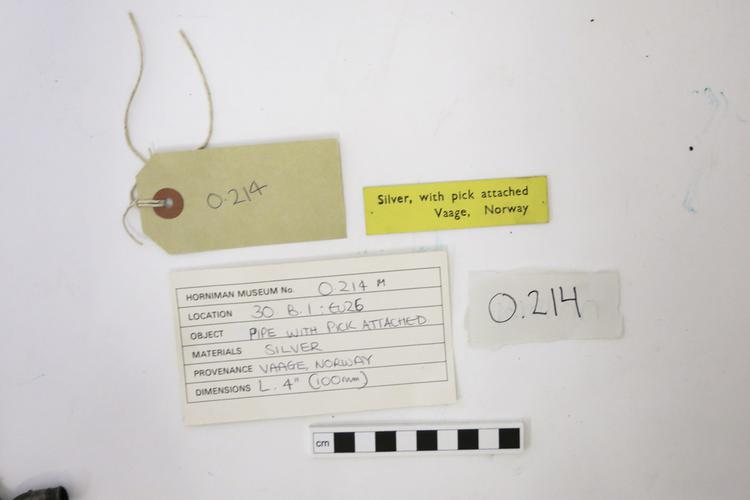 0.214
Silver, with pick attached
Vaage, Norway
HORNIMAN MUSEUM No. 0.214 M
LOCATION 30 B.1 : EU26
OBJECT PIPE WITH PICK ATTACHED.
MATERIALS SILVER
PROVENANCE VAAGE, NORWAY
DIMENSIONS L. 4" (100mm)
0.214
cm